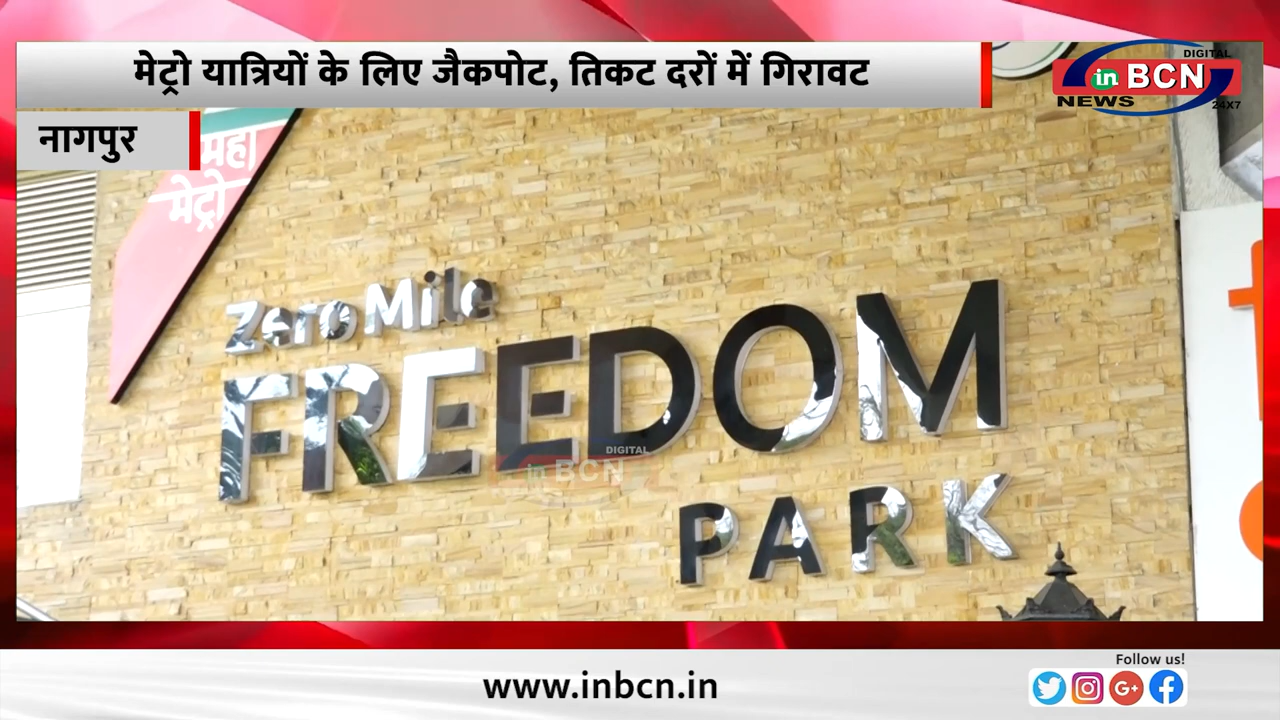 मेट्रो यात्रियों के लिए जैकपोट, तिकट दरों में गिरावट
DIGITAL
in BCN
NEWS 24X7
नागपुर
महा
मेट्रो
Zero Mile
FREEDOM
PARK
DIGITAL
in BCN
www.inbcn.in
Follow us!